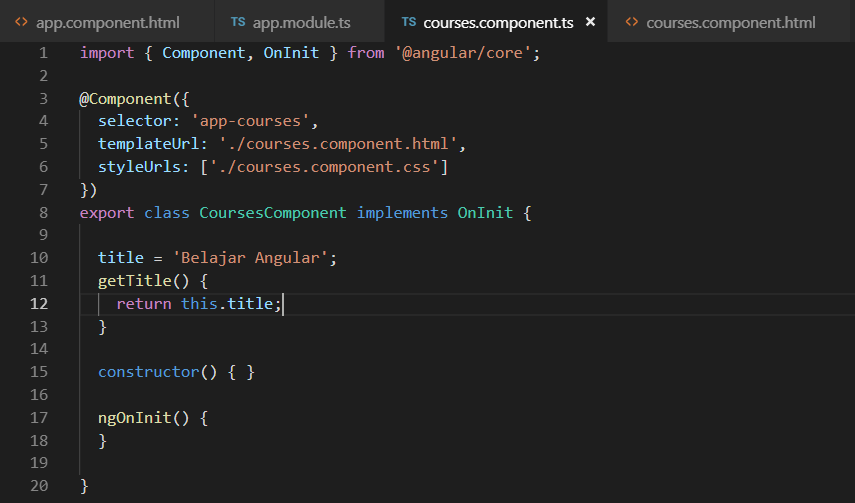 <> app.component.html TS app.module.ts TS courses.component.ts × <> courses.component.html
1 import { Component, OnInit } from '@angular/core';
2
3 @Component({
4   selector: 'app-courses',
5   templateUrl: './courses.component.html',
6   styleUrls: ['./courses.component.css']
7 })
8 export class CoursesComponent implements OnInit {
9
10   title = 'Belajar Angular';
11   getTitle() {
12     return this.title;
13   }
14
15   constructor() { }
16
17   ngOnInit() {
18   }
19
20 }